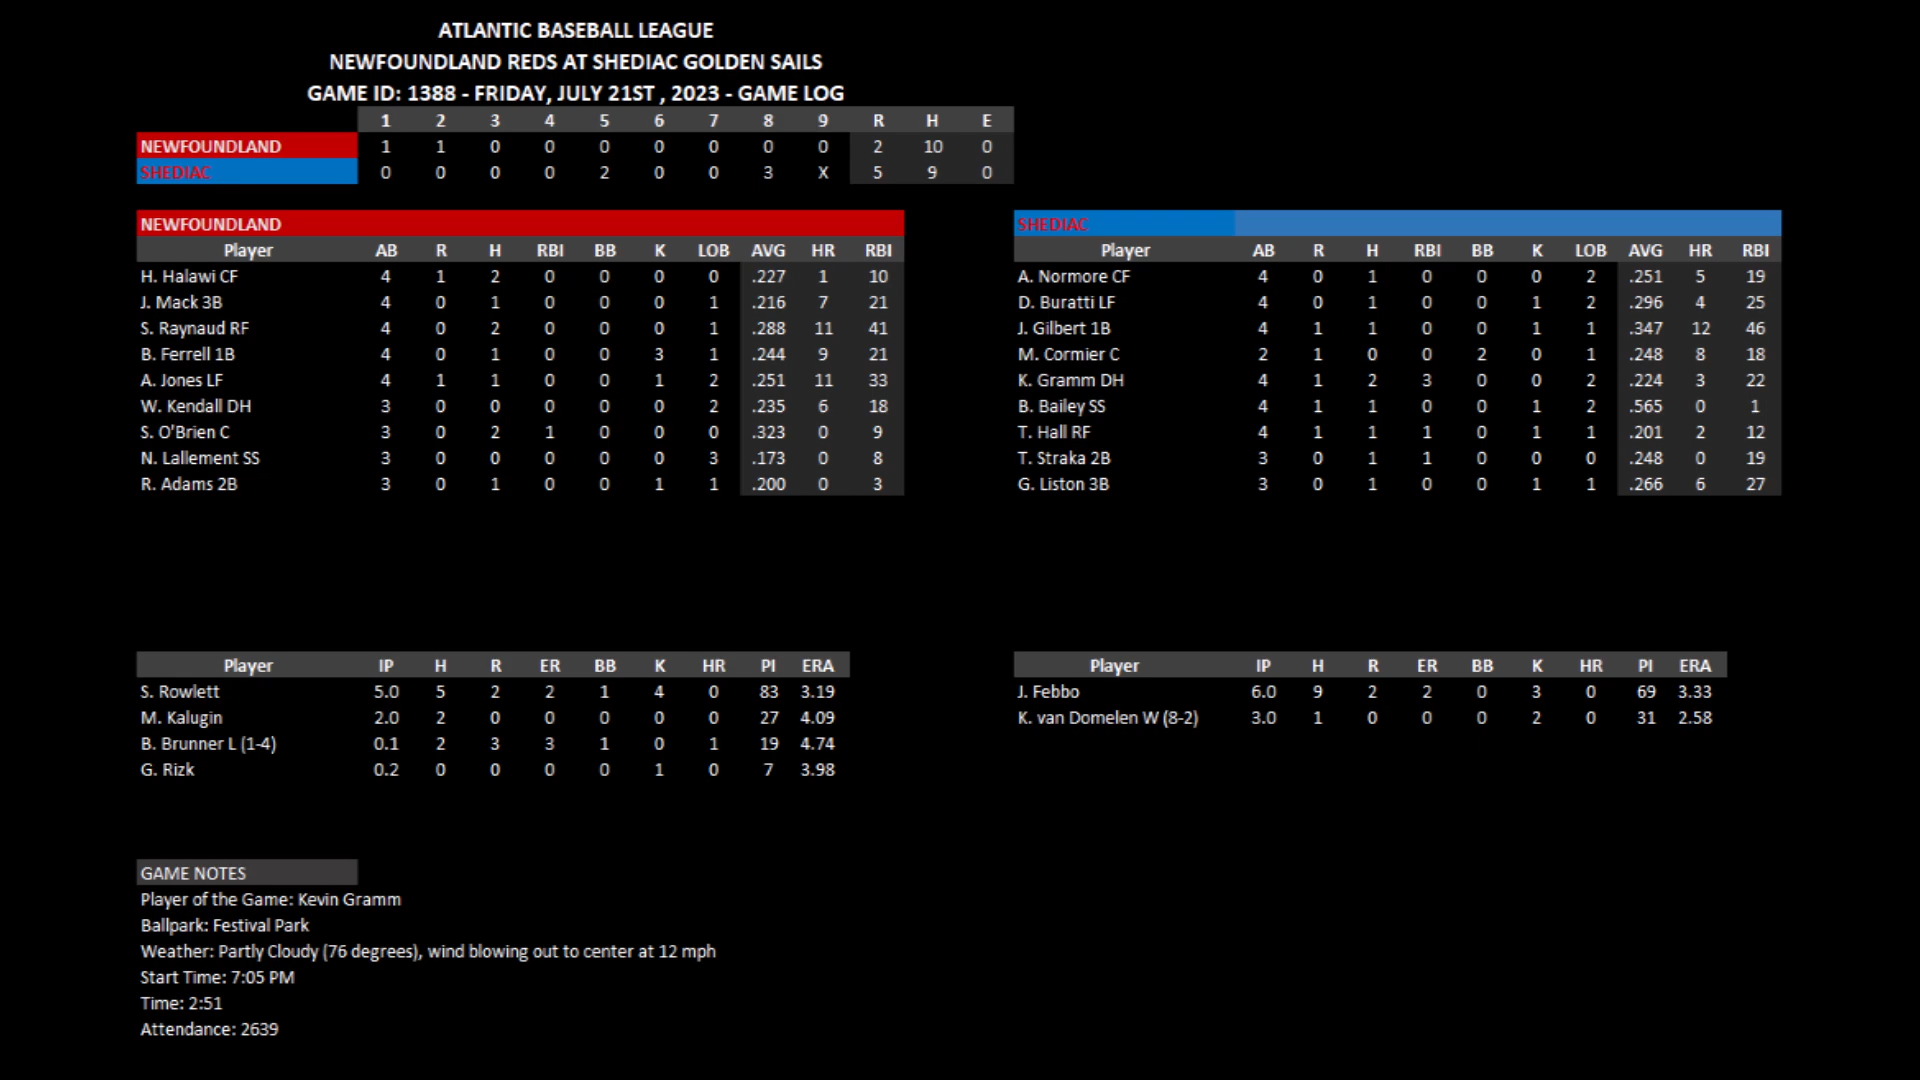 ATLANTIC BASEBALL LEAGUE
NEWFOUNDLAND REDS AT SHEDIAC GOLDEN SAILS
GAME ID: 1388 - FRIDAY, JULY 21ST , 2023 - GAME LOG
1 2 3 4 5 6 7 8 9 R H E
NEWFOUNDLAND 1 1 0 0 0 0 0 0 0 2 10 0
SHEDIAC 0 0 0 0 2 0 0 3 X 5 9 0
NEWFOUNDLAND
Player AB R H RBI BB K LOB AVG HR RBI
H. Halawi CF 4 1 2 0 0 0 0 .227 1 10
J. Mack 3B 4 0 1 0 0 0 1 .216 7 21
S. Raynaud RF 4 0 2 0 0 0 1 .288 11 41
B. Ferrell 1B 4 0 1 0 0 3 1 .244 9 21
A. Jones LF 4 1 1 0 0 1 2 .251 11 33
W. Kendall DH 3 0 0 0 0 0 2 .235 6 18
S. O'Brien C 3 0 2 1 0 0 0 .323 0 9
N. Lallement SS 3 0 0 0 0 0 3 .173 0 8
R. Adams 2B 3 0 1 0 0 1 1 .200 0 3
SHEDIAC
Player AB R H RBI BB K LOB AVG HR RBI
A. Normore CF 4 0 1 0 0 0 2 .251 5 19
D. Buratti LF 4 0 1 0 0 1 2 .296 4 25
J. Gilbert 1B 4 1 1 0 0 1 1 .347 12 46
M. Cormier C 2 1 0 0 2 0 1 .248 8 18
K. Gramm DH 4 1 2 3 0 0 2 .224 3 22
B. Bailey SS 4 1 1 0 0 1 2 .565 0 1
T. Hall RF 4 1 1 1 0 1 1 .201 2 12
T. Straka 2B 3 0 1 1 0 0 0 .248 0 19
G. Liston 3B 3 0 1 0 0 1 1 .266 6 27
Player IP H R ER BB K HR PI ERA
S. Rowlett 5.0 5 2 2 1 4 0 83 3.19
M. Kalugin 2.0 2 0 0 0 0 0 27 4.09
B. Brunner L (1-4) 0.1 2 3 3 1 0 1 19 4.74
G. Rizk 0.2 0 0 0 0 1 0 7 3.98
Player IP H R ER BB K HR PI ERA
J. Febbo 6.0 9 2 2 0 3 0 69 3.33
K. van Domelen W (8-2) 3.0 1 0 0 0 2 0 31 2.58
GAME NOTES
Player of the Game: Kevin Gramm
Ballpark: Festival Park
Weather: Partly Cloudy (76 degrees), wind blowing out to center at 12 mph
Start Time: 7:05 PM
Time: 2:51
Attendance: 2639